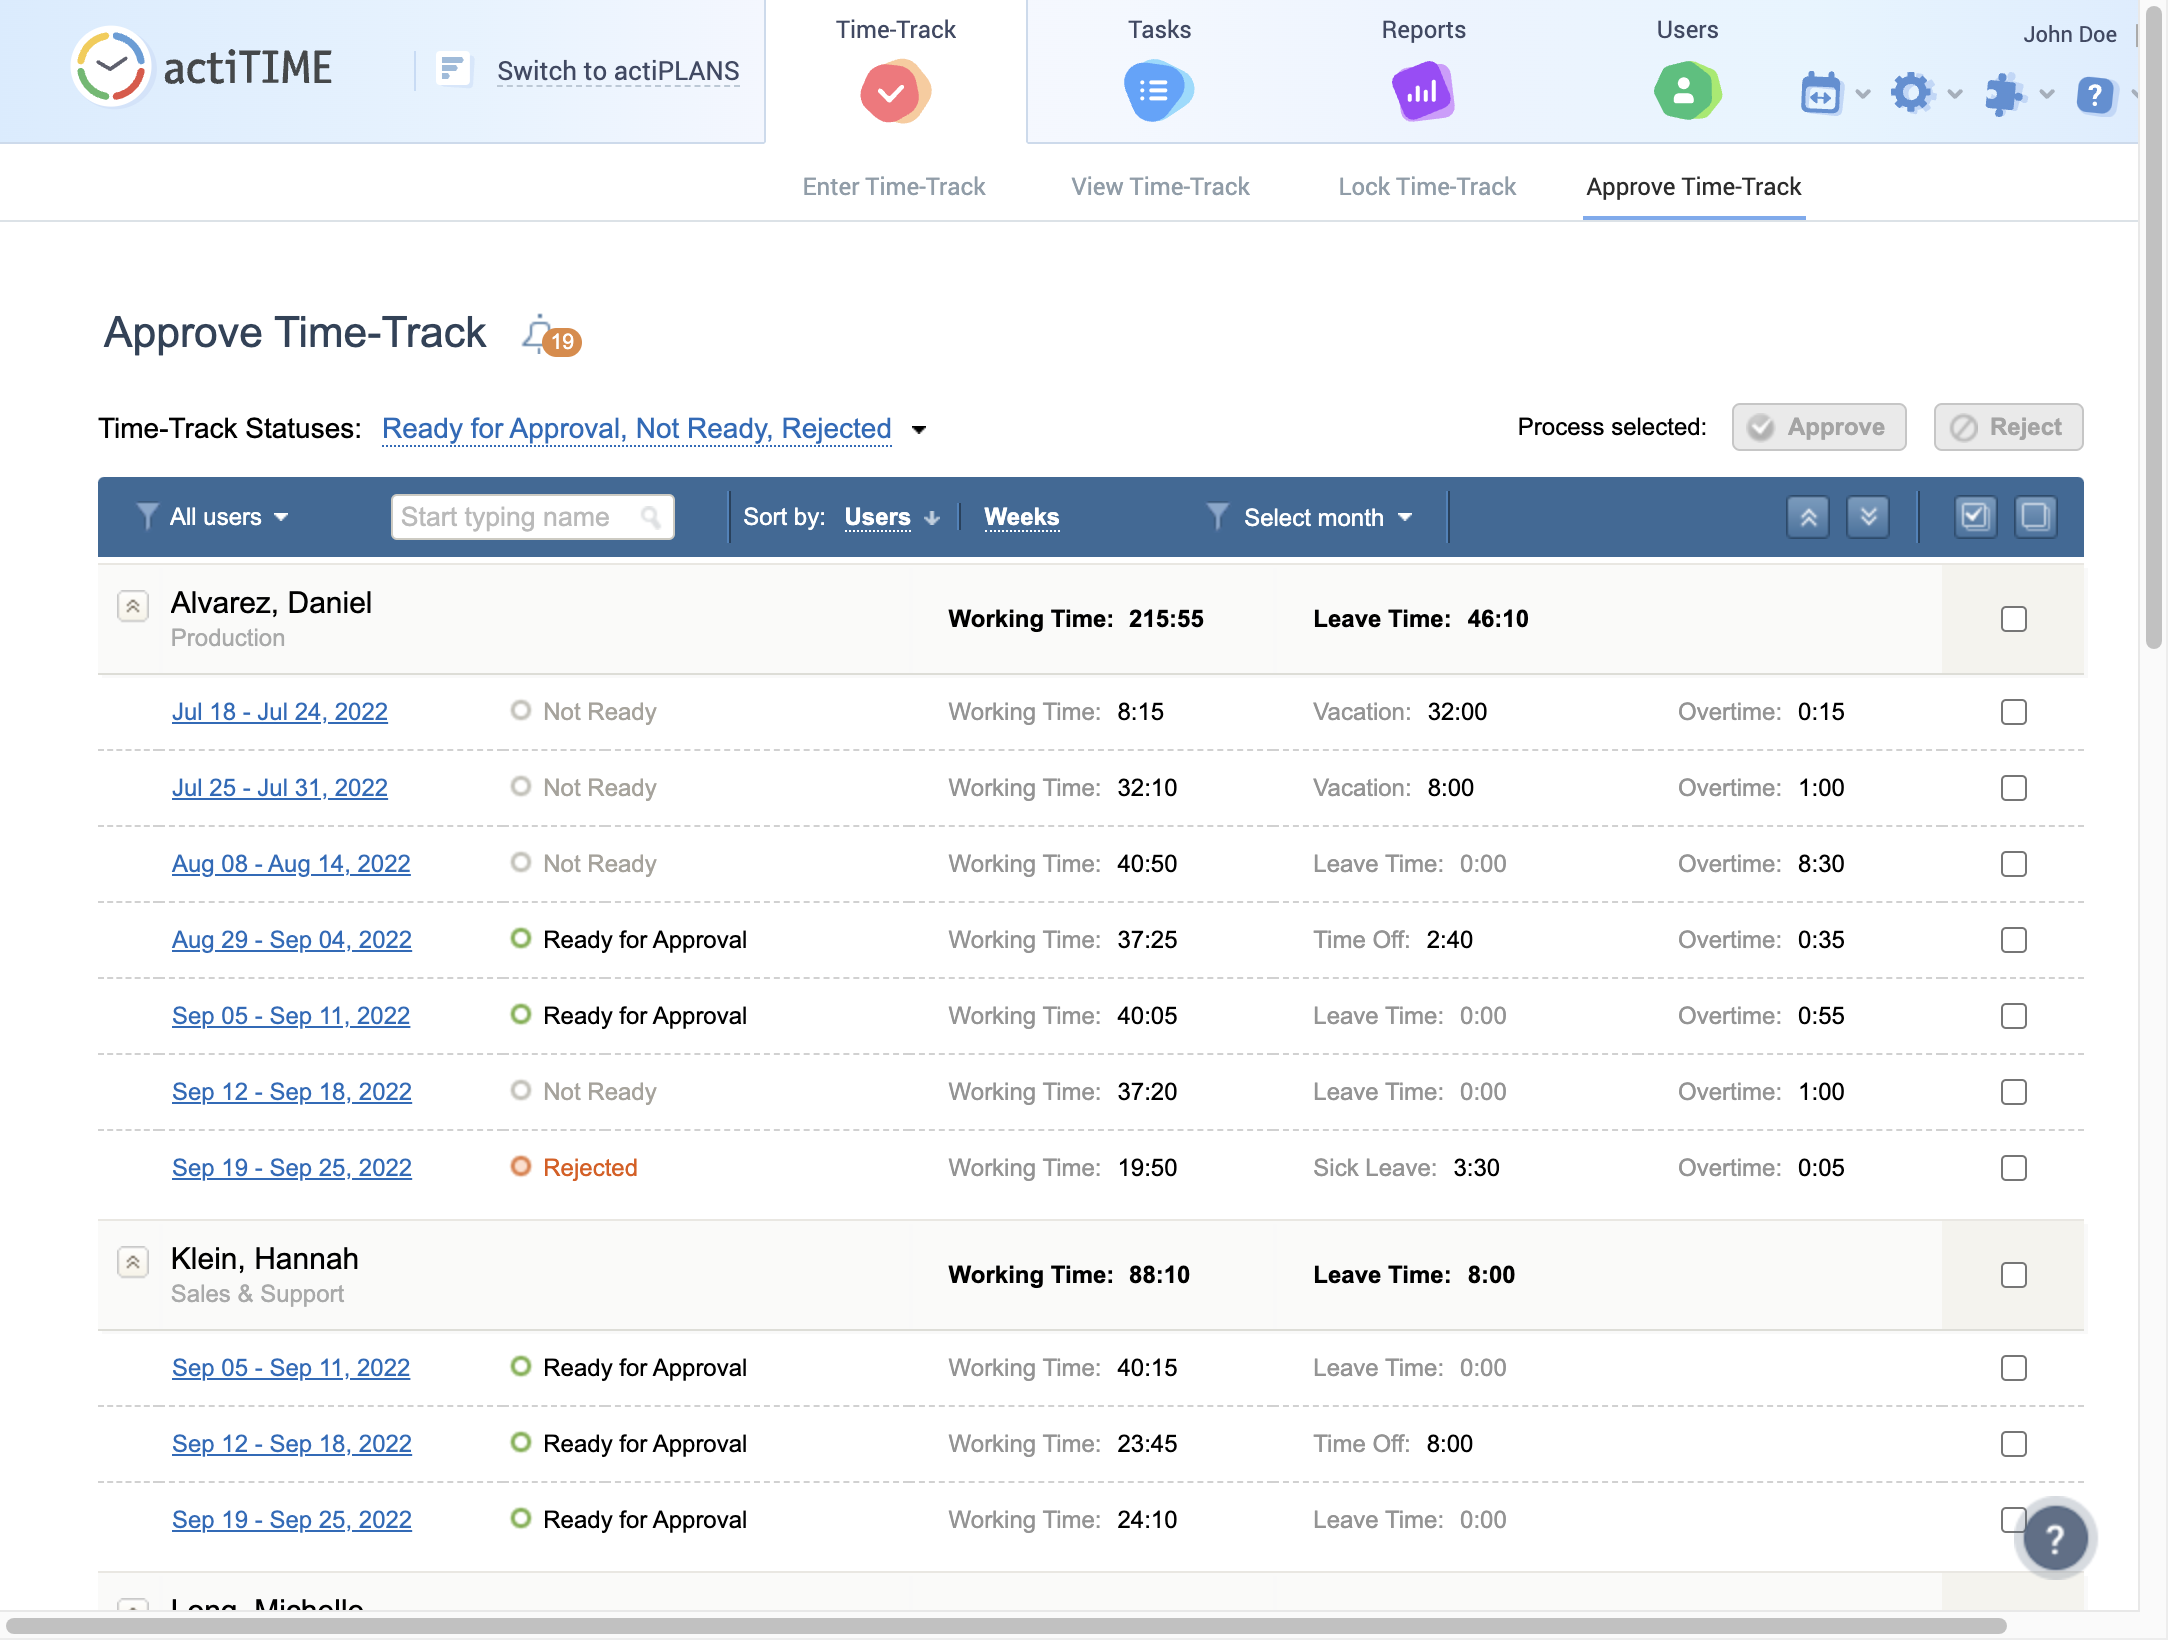 actiTIME
Switch to actiPLANS
Time-Track
Tasks
Reports
Users
John Doe
Enter Time-Track
View Time-Track
Lock Time-Track
Approve Time-Track
Approve Time-Track 19
Time-Track Statuses: Ready for Approval, Not Ready, Rejected
Process selected: Approve Reject
All users Start typing name Sort by: Users Weeks Select month
Alvarez, Daniel
Production
Working Time: 215:55 Leave Time: 46:10
Jul 18 - Jul 24, 2022 Not Ready Working Time: 8:15 Vacation: 32:00 Overtime: 0:15
Jul 25 - Jul 31, 2022 Not Ready Working Time: 32:10 Vacation: 8:00 Overtime: 1:00
Aug 08 - Aug 14, 2022 Not Ready Working Time: 40:50 Leave Time: 0:00 Overtime: 8:30
Aug 29 - Sep 04, 2022 Ready for Approval Working Time: 37:25 Time Off: 2:40 Overtime: 0:35
Sep 05 - Sep 11, 2022 Ready for Approval Working Time: 40:05 Leave Time: 0:00 Overtime: 0:55
Sep 12 - Sep 18, 2022 Not Ready Working Time: 37:20 Leave Time: 0:00 Overtime: 1:00
Sep 19 - Sep 25, 2022 Rejected Working Time: 19:50 Sick Leave: 3:30 Overtime: 0:05
Klein, Hannah
Sales & Support
Working Time: 88:10 Leave Time: 8:00
Sep 05 - Sep 11, 2022 Ready for Approval Working Time: 40:15 Leave Time: 0:00
Sep 12 - Sep 18, 2022 Ready for Approval Working Time: 23:45 Time Off: 8:00
Sep 19 - Sep 25, 2022 Ready for Approval Working Time: 24:10 Leave Time: 0:00
?
Long, Michelle